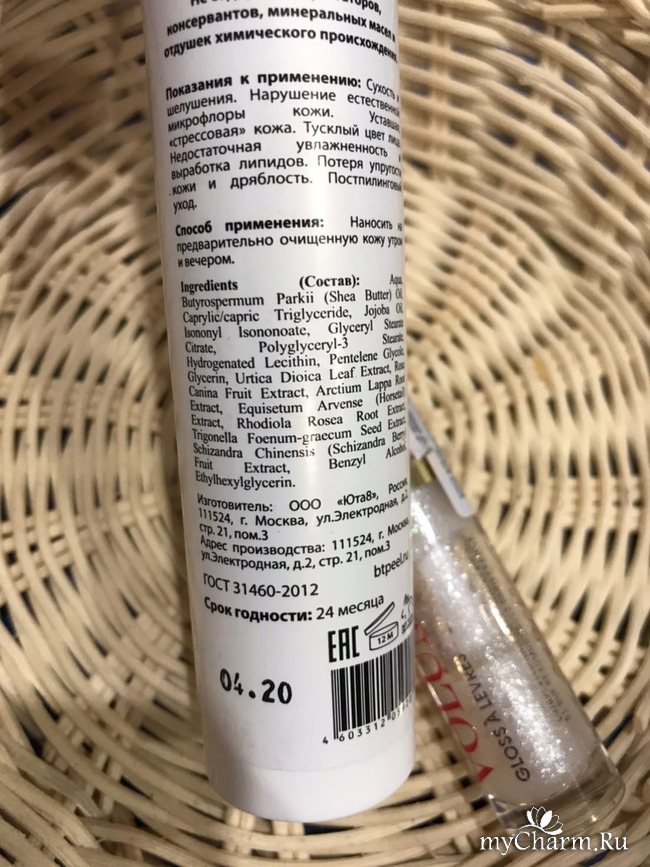 консервантов, минеральных масел и
отдушек химического происхождения.
Показания к применению: Сухость и
шелушения. Нарушение естественной
микрофлоры кожи. Уставшая,
«стрессовая» кожа. Тусклый цвет лица.
Недостаточная увлажненность и
выработка липидов. Потеря упругости
кожи и дряблость. Постпилинговый
уход.
Способ применения: Наносить на
предварительно очищенную кожу утром
и вечером.
Ingredients (Состав): Aqua,
Butyrospermum Parkii (Shea Butter) Oil,
Caprylic/capric Triglyceride, Jojoba Oil,
Isononyl Isononoate, Glyceryl Stearate
Citrate, Polyglyceryl-3 Stearate,
Hydrogenated Lecithin, Pentelene Glycole,
Glycerin, Urtica Dioica Leaf Extract, Rosa
Canina Fruit Extract, Arctium Lappa Root
Extract, Equisetum Arvense (Horsetail)
Extract, Rhodiola Rosea Root Extract,
Trigonella Foenum-graecum Seed Extract,
Schizandra Chinensis (Schizandra Berry)
Fruit Extract, Benzyl Alcohol,
Ethylhexylglycerin.
Изготовитель: ООО «Юта8», Россия,
111524, г. Москва, ул.Электродная, д.2,
стр. 21, пом.3
Адрес производства: 111524, г. Москва,
ул.Электродная, д.2, стр. 21, пом.3
btpeel.ru
ГОСТ 31460-2012
Срок годности: 24 месяца
EAC
12 M
04.20
4 603312 0
GLOSS À LÈVRES
myCharm.Ru